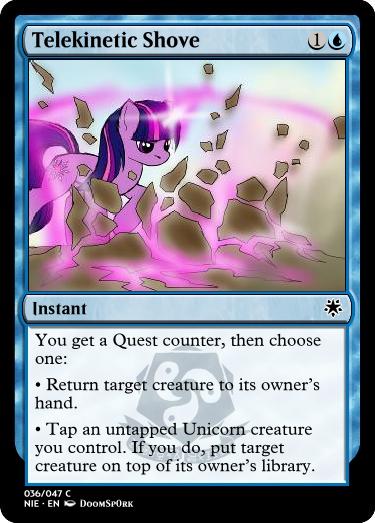 Telekinetic Shove 1
Instant
You get a Quest counter, then choose
one:
• Return target creature to its owner's
hand.
• Tap an untapped Unicorn creature
you control. If you do, put target
creature on top of its owner's library.
036/047 C
NIE • EN DoomSp0rk